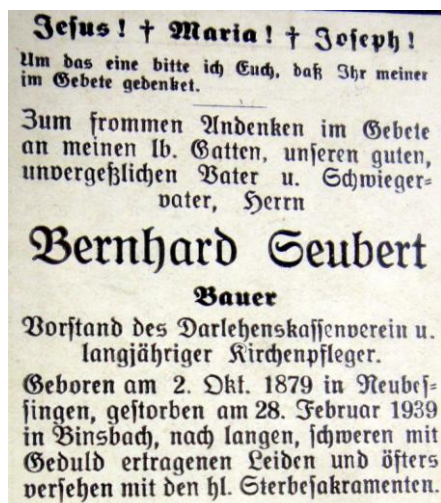 Jesus! † Maria! † Joseph!
Um das eine bitte ich Euch, daß Ihr meiner
im Gebete gedenket.
Zum frommen Andenken im Gebete
an meinen lb. Gatten, unseren guten,
unvergeßlichen Vater u. Schwieger-
vater, Herrn
Bernhard Seubert
Bauer
Vorstand des Darlehenskassenverein u.
langjähriger Kirchenpfleger.
Geboren am 2. Okt. 1879 in Neubes-
singen, gestorben am 28. Februar 1939
in Binsbach, nach langen, schweren mit
Geduld ertragenen Leiden und öfters
versehen mit den hl. Sterbesakramenten.